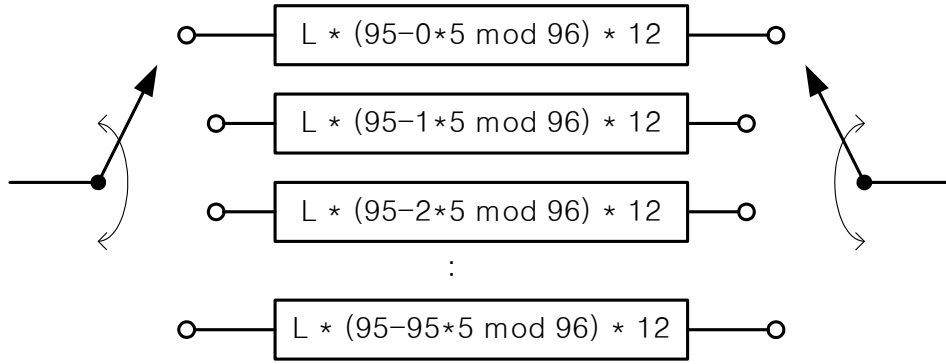 L * (95-0*5 mod 96) * 12
L * (95-1*5 mod 96) * 12
L * (95-2*5 mod 96) * 12
:
L * (95-95*5 mod 96) * 12